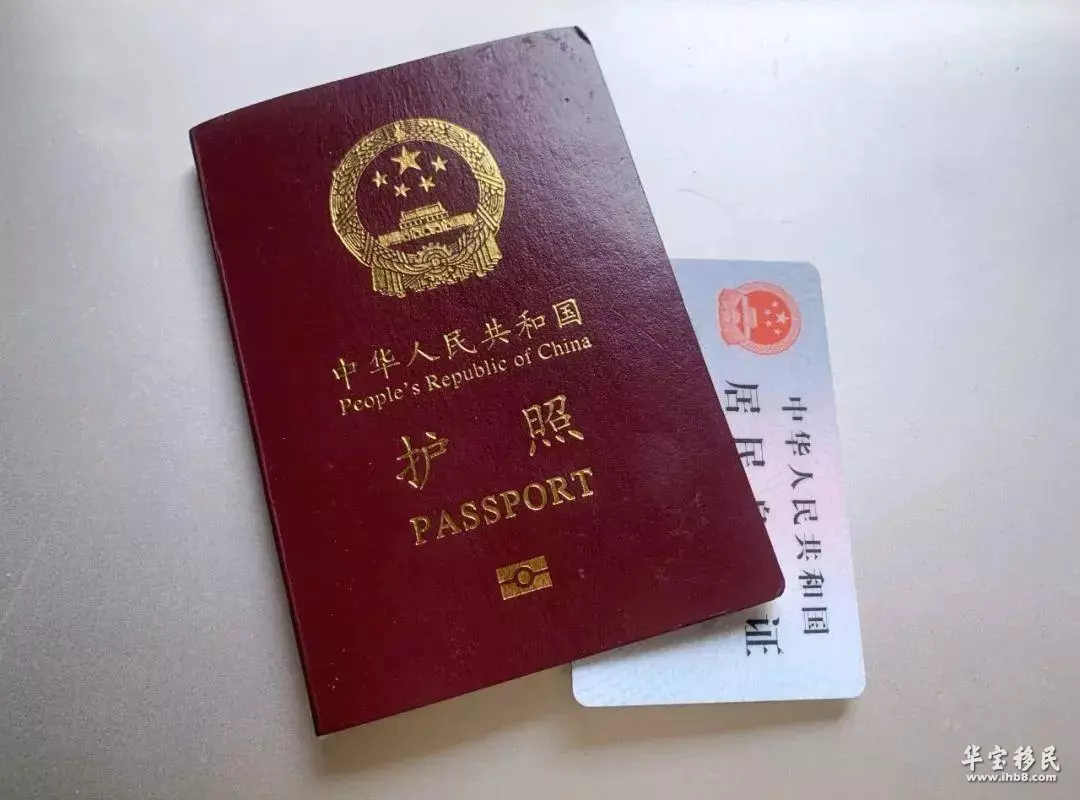 中华人民共和国
People's Republic of China
护 照
PASSPORT
中华人民共和国
居民
证
华宝移民
www.ihb8.com